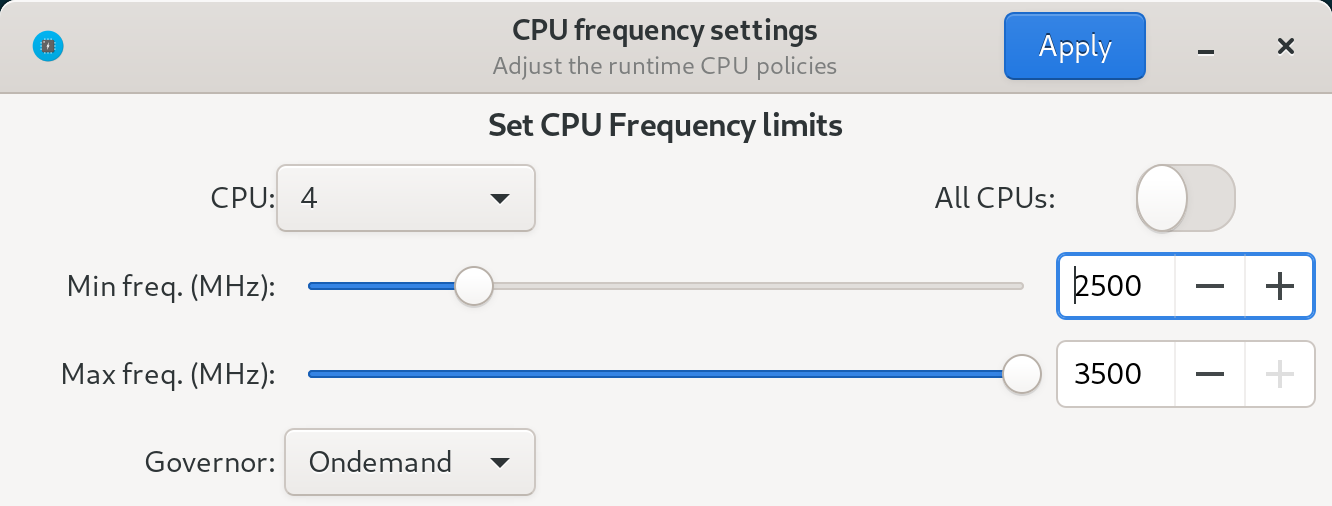 CPU frequency settings
Adjust the runtime CPU policies
Apply
Set CPU Frequency limits
CPU: 4
All CPUs:
Min freq. (MHz): 2500
Max freq. (MHz): 3500
Governor: Ondemand